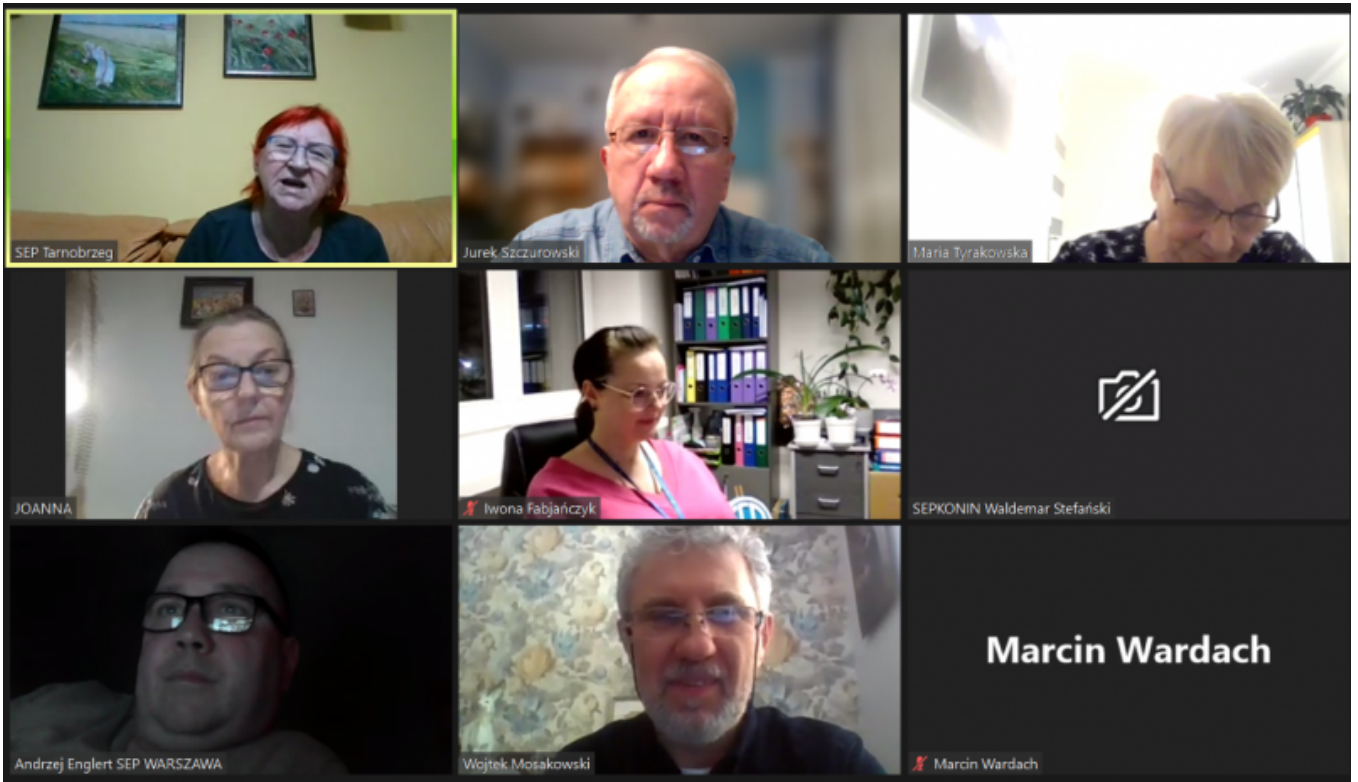 SEP Tarnobrzeg
Jurek Szczurowski
Maria Tyrakowska
JOANNA
Iwona Fabjańczyk
SEPKONIN Waldemar Stefański
Andrzej Englert SEP WARSZAWA
Wojtek Mosakowski
Marcin Wardach
Marcin Wardach